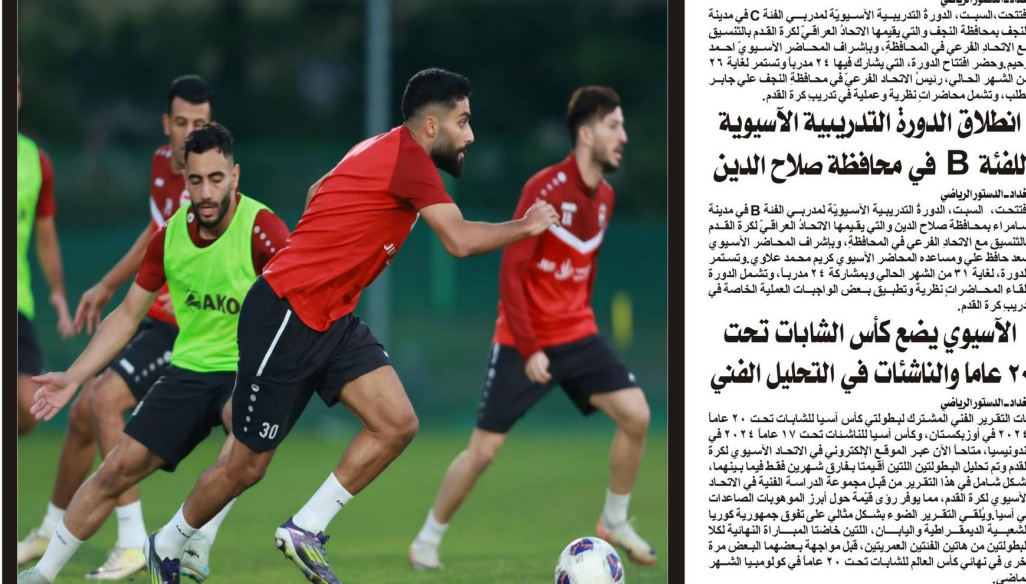 فتتحت، السبت، الدورةُ التدريبية الآسيويّة لمدربي الفئة C في مدينة
النجف بمحافظة النجف والتي يقيمها الاتحادُ العراقيّ لكرة القدم بالتنسيق
مع الاتحاد الفرعي في المحافظةِ، وبإشراف المحاضر الآسيويّ احمد
رحيم. وحضر افتتاح الدورة، التي يشارك فيها ٢٤ مدرباً وتستمر لغاية ٢٦
من الشهر الحالي، رئيسُ الاتحاد الفرعيّ في محافظة النجف علي جابر
مطلب، وتشمل محاضراتٍ نظرية وعملية في تدريبِ كرة القدم.
انطلاق الدورة التدريبية الآسيوية
للفئة B في محافظة صلاح الدين
بغداد-الدستور الرياضي
فتتحت، السبت، الدورةُ التدريبية الآسيويّة لمدربي الفئة B في مدينة
سامراء بمحافظة صلاح الدين والتي يقيمها الاتحادُ العراقيّ لكرة القدم
بالتنسيق مع الاتحاد الفرعي في المحافظةِ، وبإشراف المحاضر الآسيوي
سعد حافظ علي ومساعده المحاضر الآسيوي كريم محمد علاوي. وتستمر
الدورة، لغاية ٣١ من الشهر الحالي وبمشاركة ٢٤ مدرباً، وتشمل الدورة
القاء المحاضراتِ نظرية وتطبيق بعض الواجبات العملية الخاصة في
تدريب كرة القدم.
الآسيوي يضع كأس الشابات تحت
٢٠ عاما والناشئات في التحليل الفني
بغداد-الدستور الرياضي
بات التقرير الفني المشترك لبطولتي كأس آسيا للشابات تحت ٢٠ عاماً
٢٠٢٤ في أوزبكستان، وكأس آسيا للناشئات تحت ١٧ عاماً ٢٠٢٤ في
اندونيسيا، متاحاً الآن عبر الموقع الإلكتروني في الاتحاد الآسيوي لكرة
القدم وتم تحليل البطولتين اللتين أقيمتا بفارق شهرين فقط فيما بينهما،
بشكل شامل في هذا التقرير من قبل مجموعة الدراسة الفنية في الاتحاد
الآسيوي لكرة القدم، مما يوفر رؤى قيّمة حول أبرز الموهوبات الصاعدات
في آسيا. ويُلقي التقرير الضوء بشكل مثالي على تفوق جمهورية كوريا
الشعبية الديمقراطية واليابان، اللتين خاضتا المباراة النهائية لكلا
البطولتين من هاتين الفئتين العمريتين، قبل مواجهة بعضهما البعض مرة
أخرى في نهائي كأس العالم للشابات تحت ٢٠ عاماً في كولومبيا الشهر
الماضي.
AKO
30